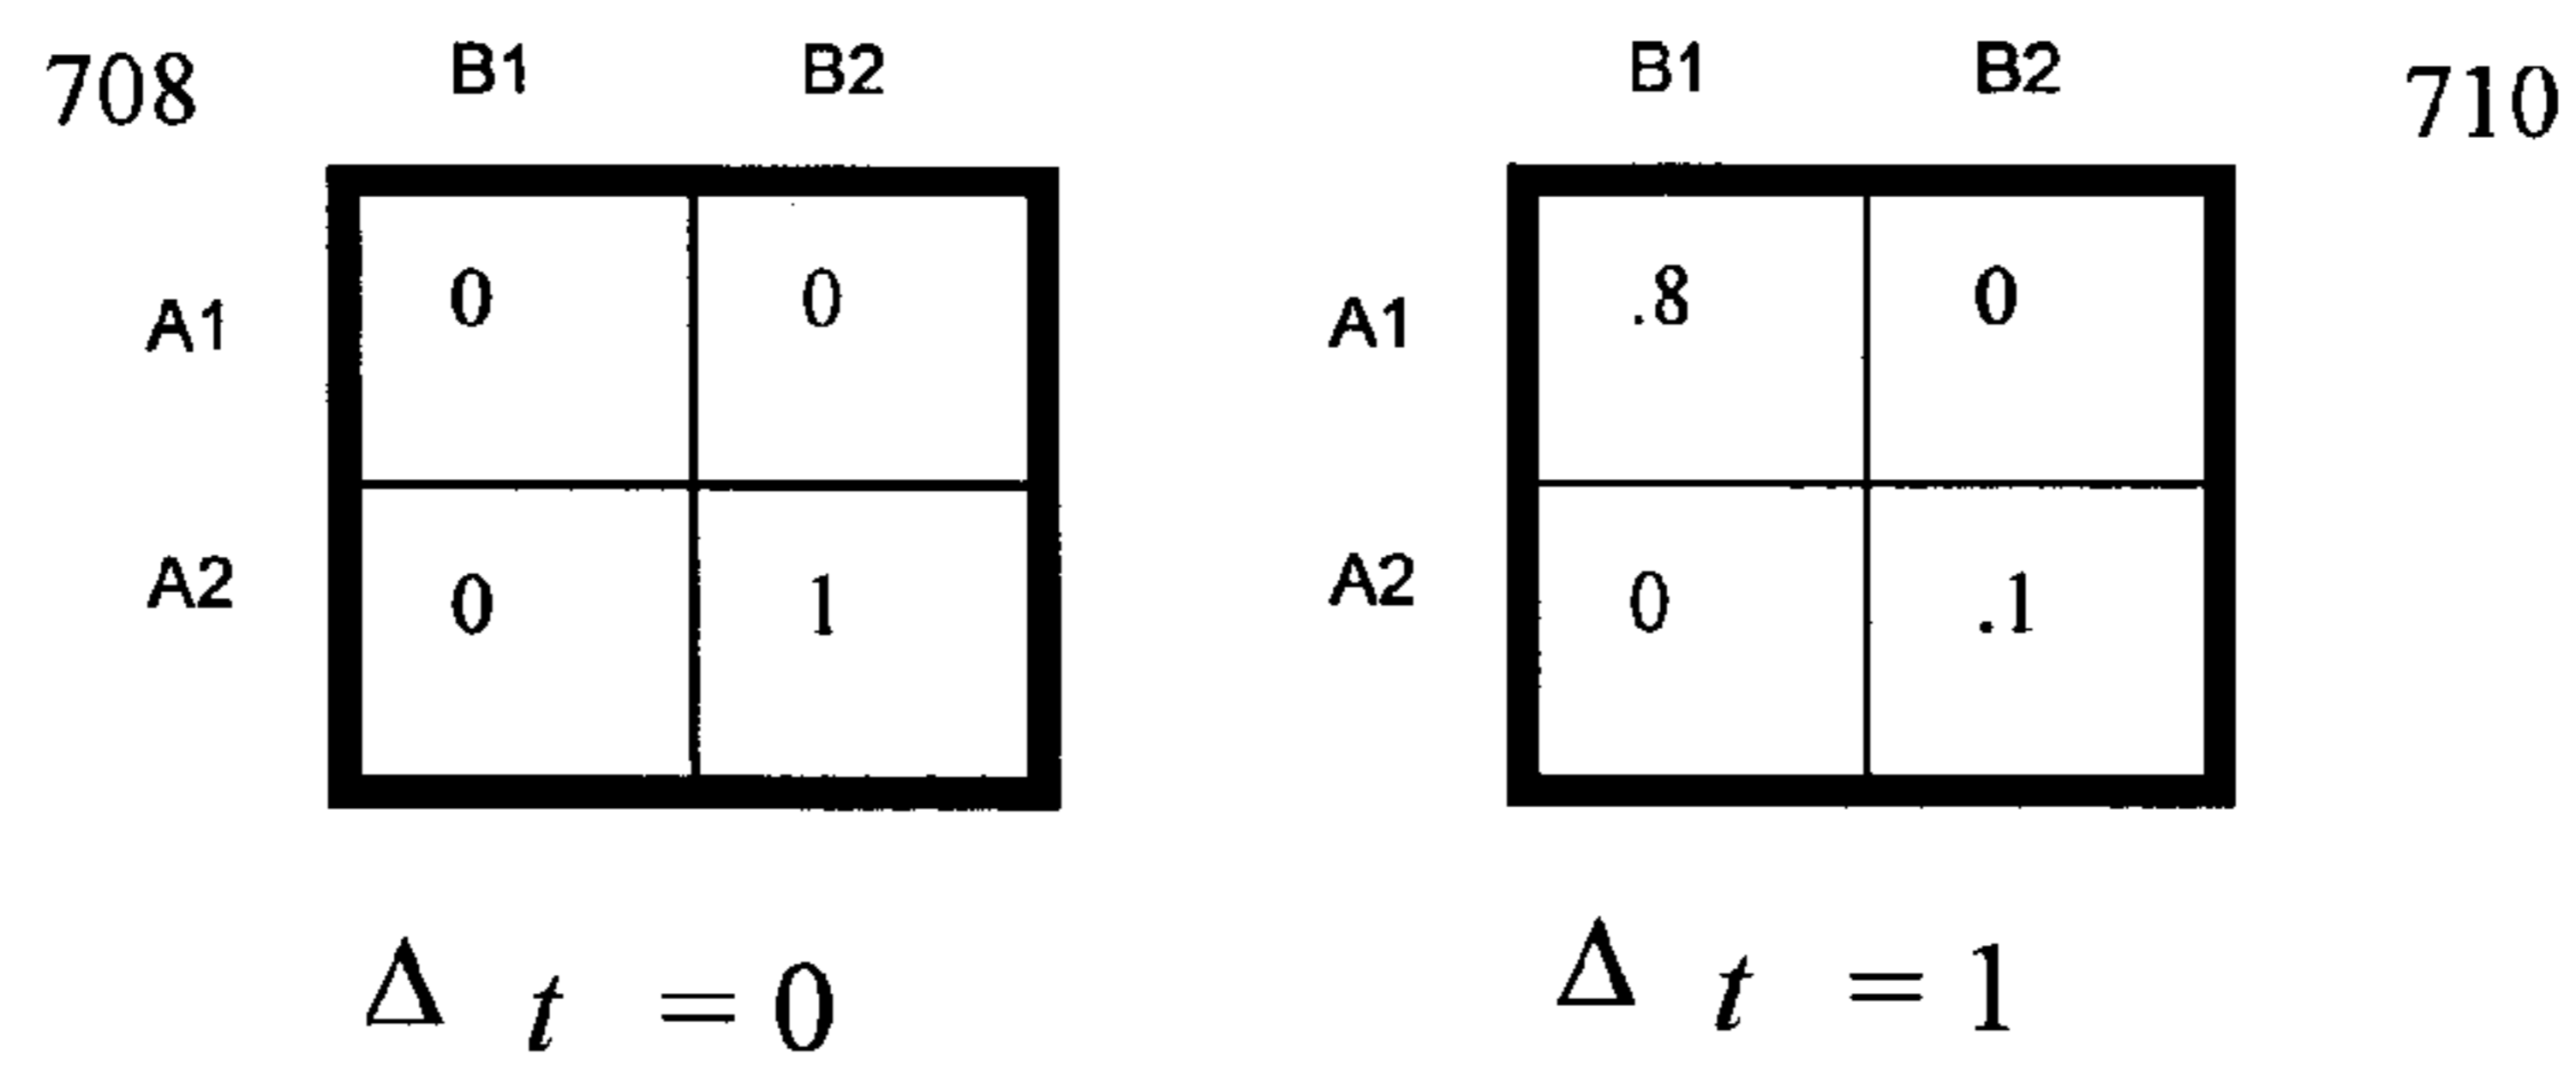 708 B1 B2 B1 B2 710
A1 0 0 A1 .8 0
A2 0 1 A2 0 .1
Δ t = 0 Δ t = 1